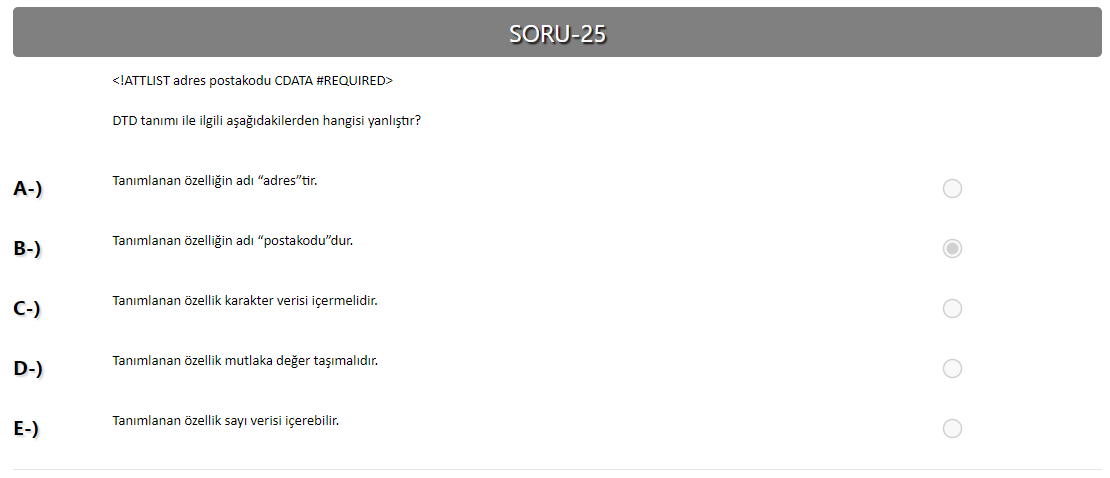 SORU-25
<!ATTLIST adres postakodu CDATA #REQUIRED>
DTD tanımı ile ilgili aşağıdakilerden hangisi yanlıştır?
A-) Tanımlanan özelliğin adı “adres”tir.
B-) Tanımlanan özelliğin adı “postakodu”dur.
C-) Tanımlanan özellik karakter verisi içermelidir.
D-) Tanımlanan özellik mutlaka değer taşımalıdır.
E-) Tanımlanan özellik sayı verisi içerebilir.